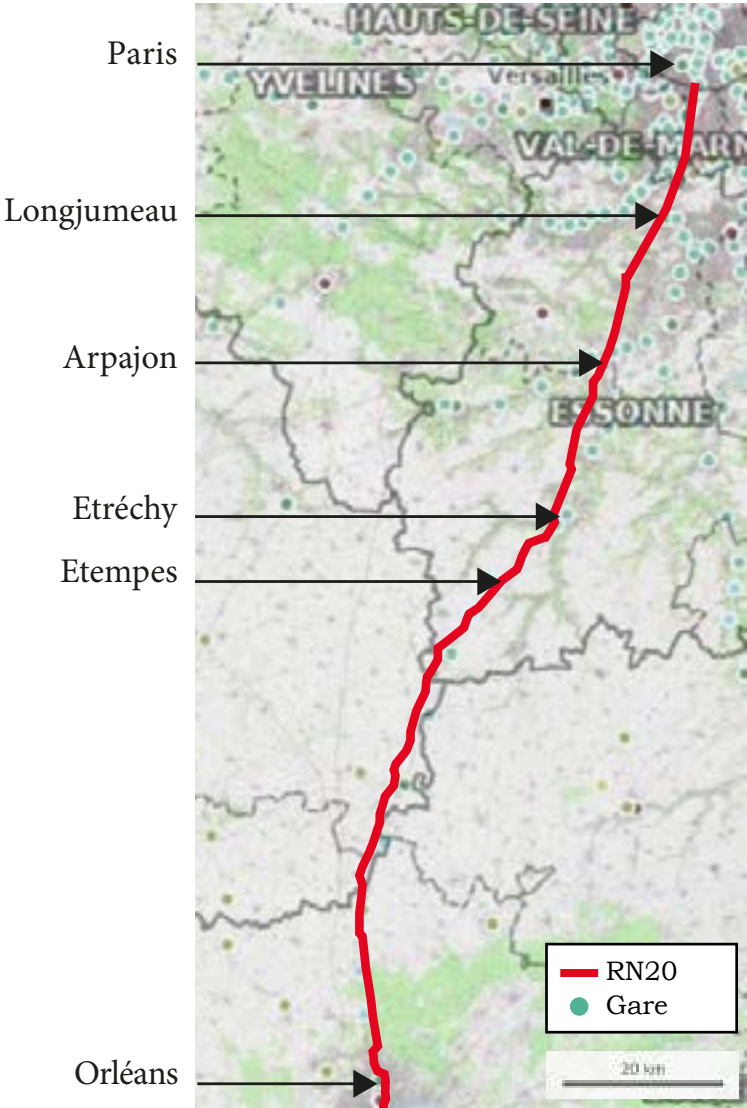 HAUTS-DE-SEINE
Paris
YVELINES
Versailles
VAL-DE-MARN
Longjumeau
Arpajon
ESSONNE
Etréchy
Etempes
RN20
Gare
20 km
Orléans